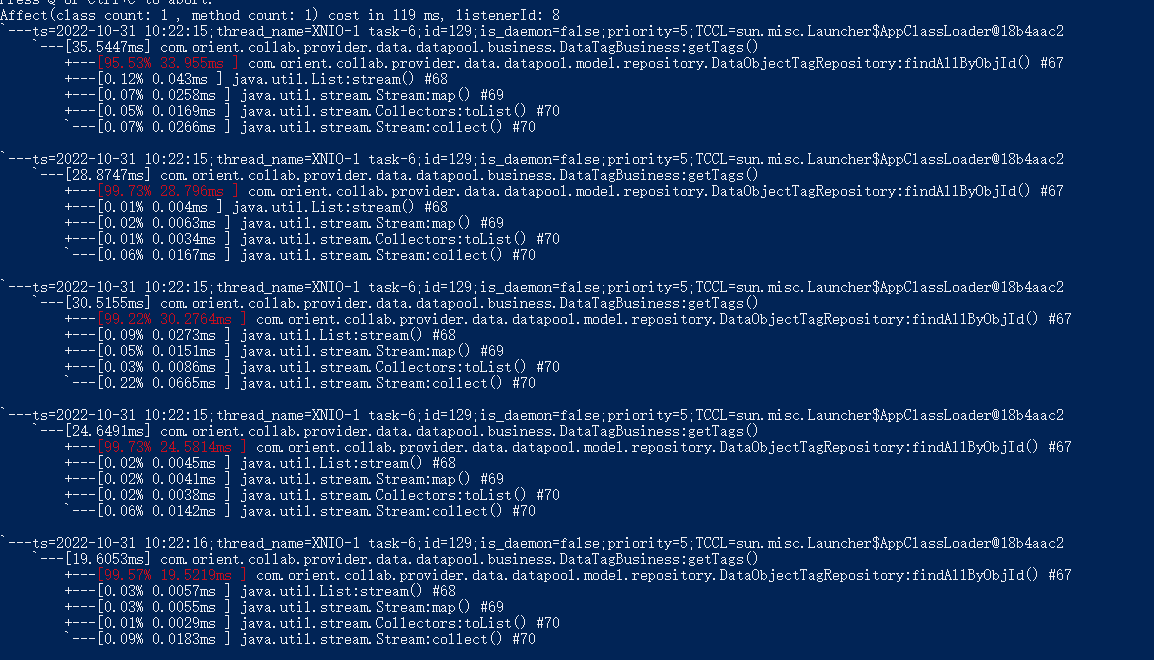 Press Q or Ctrl+C to abort.
Affect(class count: 1 , method count: 1) cost in 119 ms, listenerId: 8
`---ts=2022-10-31 10:22:15;thread_name=XNIO-1 task-6;id=129;is_daemon=false;priority=5;TCCL=sun.misc.Launcher$AppClassLoader@18b4aac2
    `---[35.5447ms] com.orient.collab.provider.data.datapool.business.DataTagBusiness:getTags()
        +---[95.53% 33.955ms ] com.orient.collab.provider.data.datapool.model.repository.DataObjectTagRepository:findAllByObjId() #67
        +---[0.12% 0.043ms ] java.util.List:stream() #68
        +---[0.07% 0.0258ms ] java.util.stream.Stream:map() #69
        +---[0.05% 0.0169ms ] java.util.stream.Collectors:toList() #70
        `---[0.07% 0.0266ms ] java.util.stream.Stream:collect() #70
`---ts=2022-10-31 10:22:15;thread_name=XNIO-1 task-6;id=129;is_daemon=false;priority=5;TCCL=sun.misc.Launcher$AppClassLoader@18b4aac2
    `---[28.8747ms] com.orient.collab.provider.data.datapool.business.DataTagBusiness:getTags()
        +---[99.73% 28.796ms ] com.orient.collab.provider.data.datapool.model.repository.DataObjectTagRepository:findAllByObjId() #67
        +---[0.01% 0.004ms ] java.util.List:stream() #68
        +---[0.02% 0.0063ms ] java.util.stream.Stream:map() #69
        +---[0.01% 0.0034ms ] java.util.stream.Collectors:toList() #70
        `---[0.06% 0.0167ms ] java.util.stream.Stream:collect() #70
`---ts=2022-10-31 10:22:15;thread_name=XNIO-1 task-6;id=129;is_daemon=false;priority=5;TCCL=sun.misc.Launcher$AppClassLoader@18b4aac2
    `---[30.5155ms] com.orient.collab.provider.data.datapool.business.DataTagBusiness:getTags()
        +---[99.22% 30.2764ms ] com.orient.collab.provider.data.datapool.model.repository.DataObjectTagRepository:findAllByObjId() #67
        +---[0.09% 0.0273ms ] java.util.List:stream() #68
        +---[0.05% 0.0151ms ] java.util.stream.Stream:map() #69
        +---[0.03% 0.0086ms ] java.util.stream.Collectors:toList() #70
        `---[0.22% 0.0665ms ] java.util.stream.Stream:collect() #70
`---ts=2022-10-31 10:22:15;thread_name=XNIO-1 task-6;id=129;is_daemon=false;priority=5;TCCL=sun.misc.Launcher$AppClassLoader@18b4aac2
    `---[24.6491ms] com.orient.collab.provider.data.datapool.business.DataTagBusiness:getTags()
        +---[99.73% 24.5814ms ] com.orient.collab.provider.data.datapool.model.repository.DataObjectTagRepository:findAllByObjId() #67
        +---[0.02% 0.0045ms ] java.util.List:stream() #68
        +---[0.02% 0.0041ms ] java.util.stream.Stream:map() #69
        +---[0.02% 0.0038ms ] java.util.stream.Collectors:toList() #70
        `---[0.06% 0.0142ms ] java.util.stream.Stream:collect() #70
`---ts=2022-10-31 10:22:16;thread_name=XNIO-1 task-6;id=129;is_daemon=false;priority=5;TCCL=sun.misc.Launcher$AppClassLoader@18b4aac2
    `---[19.6053ms] com.orient.collab.provider.data.datapool.business.DataTagBusiness:getTags()
        +---[99.57% 19.5219ms ] com.orient.collab.provider.data.datapool.model.repository.DataObjectTagRepository:findAllByObjId() #67
        +---[0.03% 0.0057ms ] java.util.List:stream() #68
        +---[0.03% 0.0055ms ] java.util.stream.Stream:map() #69
        +---[0.01% 0.0029ms ] java.util.stream.Collectors:toList() #70
        `---[0.09% 0.0183ms ] java.util.stream.Stream:collect() #70